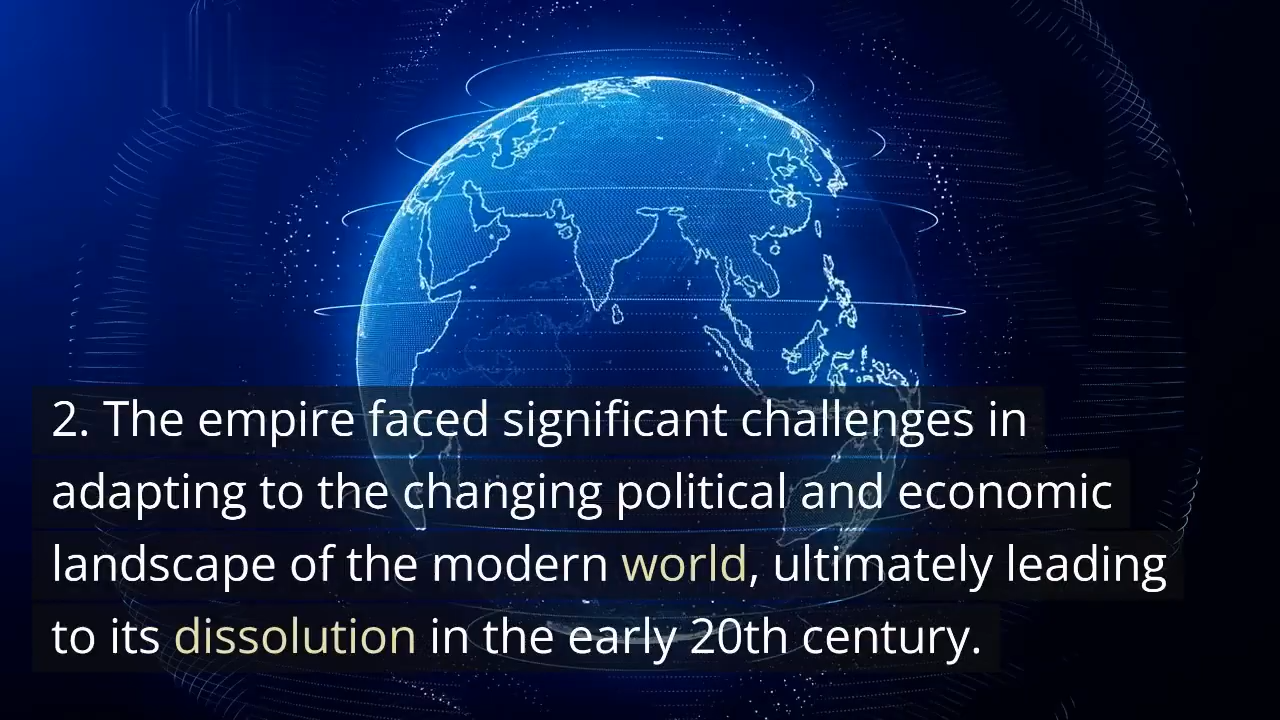 2. The empire faced significant challenges in
adapting to the changing political and economic
landscape of the modern world, ultimately leading
to its dissolution in the early 20th century.